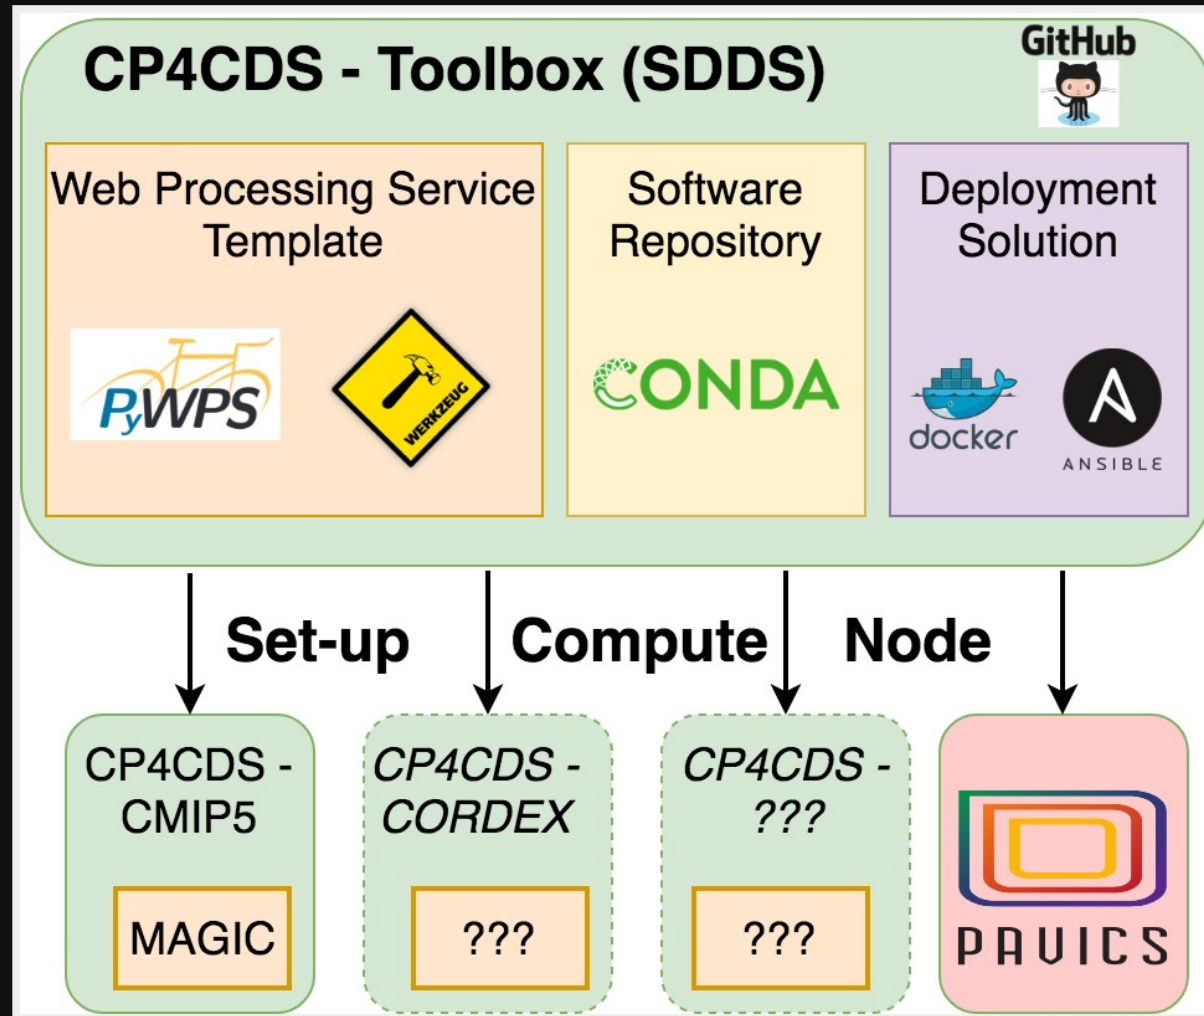 CP4CDS - Toolbox (SDDS)
GitHub
Web Processing Service
Template
PyWPS
WERKZEUG
Software
Repository
CONDA
Deployment
Solution
docker
ANSIBLE
Set-up
Compute
Node
CP4CDS -
CMIP5
MAGIC
CP4CDS -
CORDEX
???
CP4CDS -
???
???
PAVICS